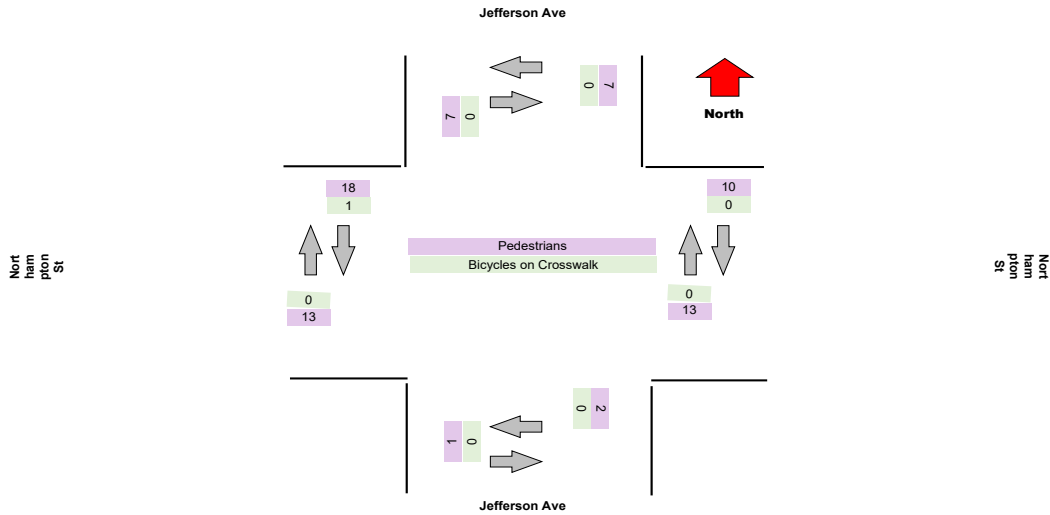 Jefferson Ave
0 7
7 0
North
18
1
10
0
Nort
ham
pton
St
Pedestrians
Bicycles on Crosswalk
Nort
ham
pton
St
0
13
0
13
0 2
1 0
Jefferson Ave